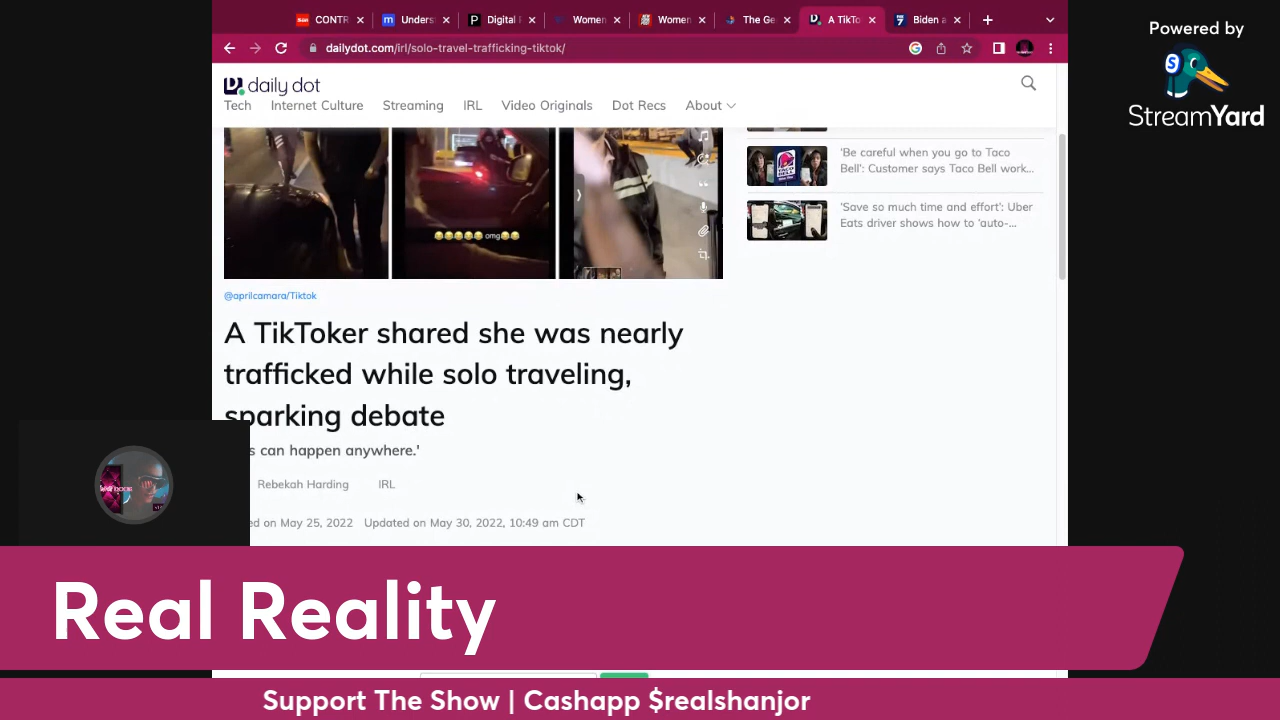 CONTR
Unders
Digital
Women
Women
The Ge
A TikTo
Biden a
Powered by
StreamYard
dailydot.com/irl/solo-travel-trafficking-tiktok/
daily dot
Tech Internet Culture Streaming IRL Video Originals Dot Recs About
'Be careful when you go to Taco
Bell': Customer says Taco Bell work...
'Save so much time and effort': Uber
Eats driver shows how to 'auto-...
omg
@aprilcamara/Tiktok
A TikToker shared she was nearly
trafficked while solo traveling,
sparking debate
s can happen anywhere.'
Rebekah Harding IRL
ed on May 25, 2022 Updated on May 30, 2022, 10:49 am CDT
Real Reality
Support The Show | Cashapp $realshanjor